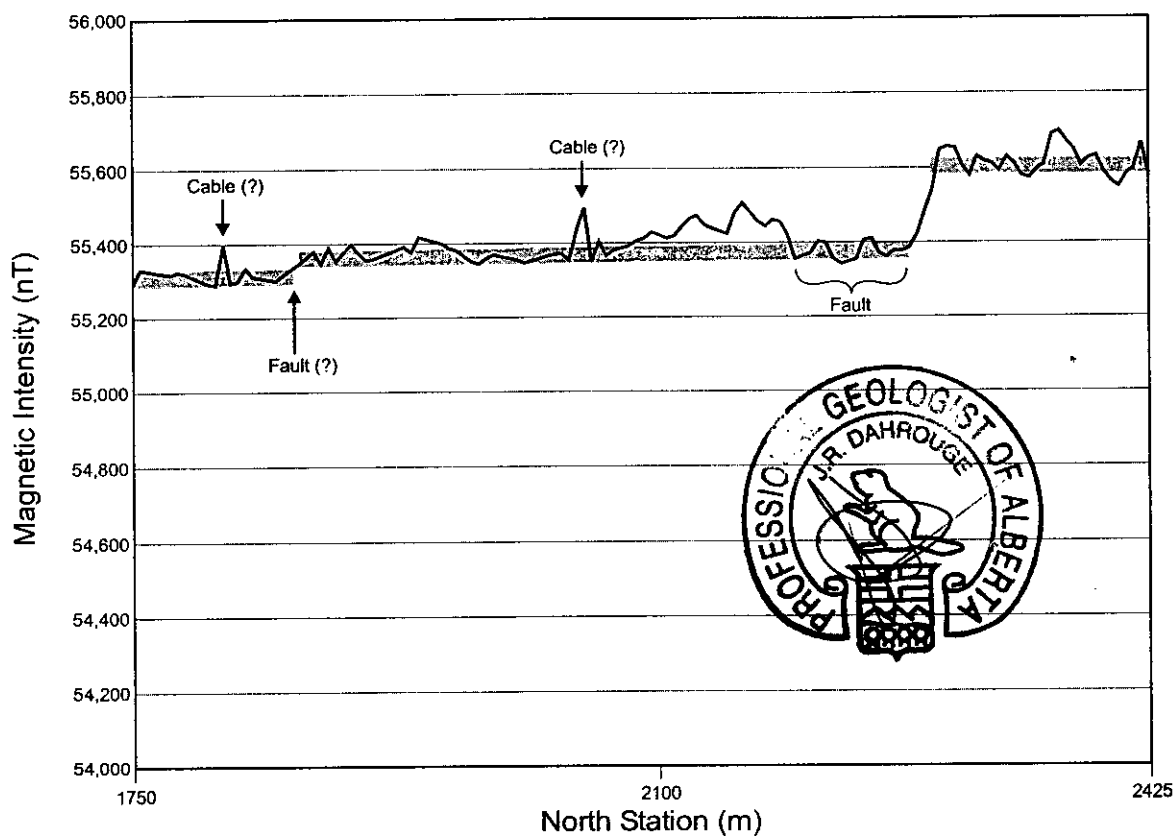 56,000
55,800
55,600
55,400
55,200
55,000
54,800
54,600
54,400
54,200
54,000
Magnetic Intensity (nT)
Cable (?)
Fault (?)
Cable (?)
Fault
PROFESSIONAL GEOLOGIST OF ALBERTA
J.R. DAHROUGE
1750
2100
2425
North Station (m)